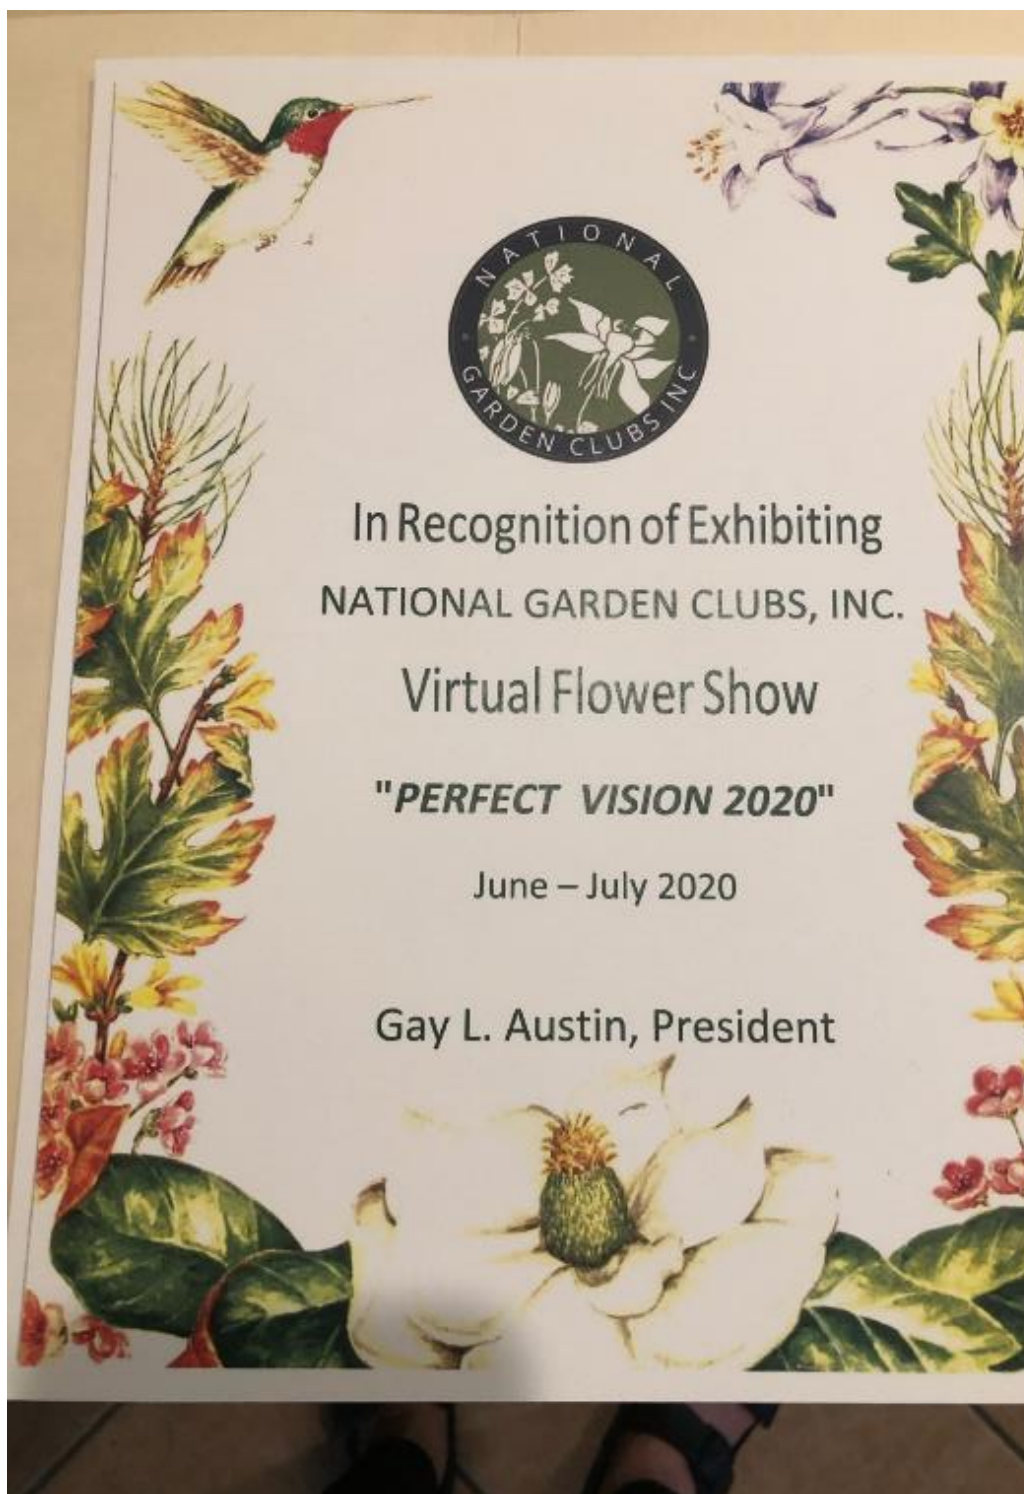 NATIONAL
GARDEN CLUBS INC
In Recognition of Exhibiting
NATIONAL GARDEN CLUBS, INC.
Virtual Flower Show
"PERFECT VISION 2020"
June – July 2020
Gay L. Austin, President